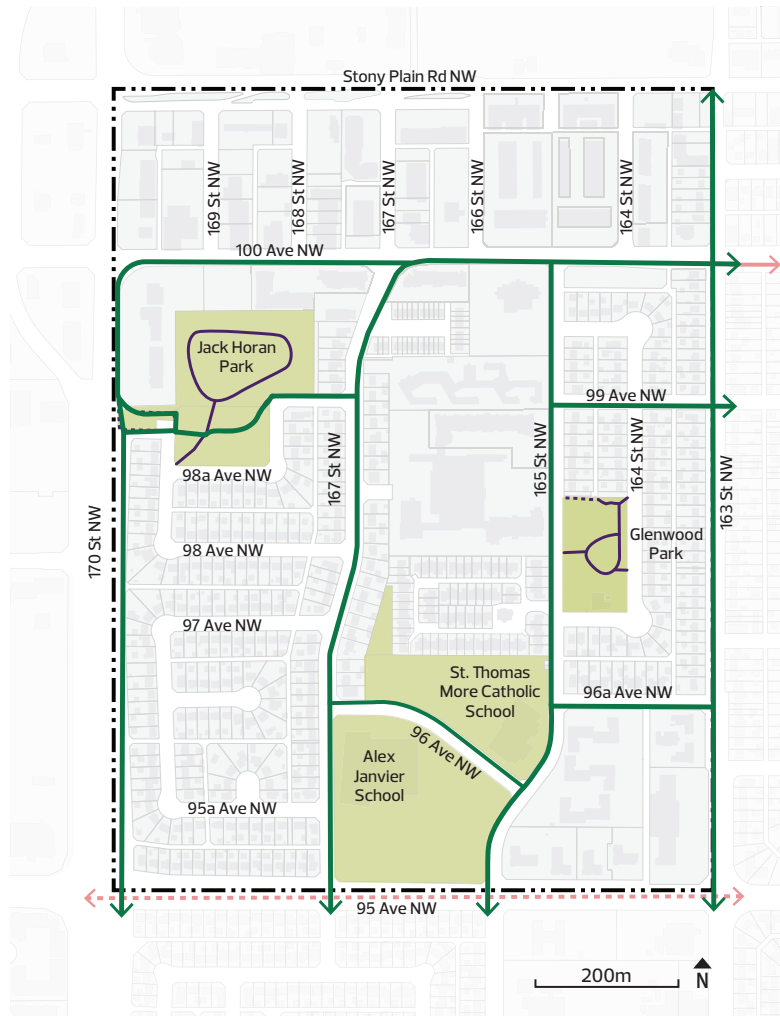 Stony Plain Rd NW
169 St NW
168 St NW
167 St NW
166 St NW
164 St NW
100 Ave NW
Jack Horan
Park
99 Ave NW
167 St NW
165 St NW
164 St NW
163 St NW
98a Ave NW
170 St NW
Glenwood
Park
98 Ave NW
97 Ave NW
St. Thomas
More Catholic
School
96a Ave NW
96 Ave NW
Alex
Janvier
School
95a Ave NW
95 Ave NW
200m
N